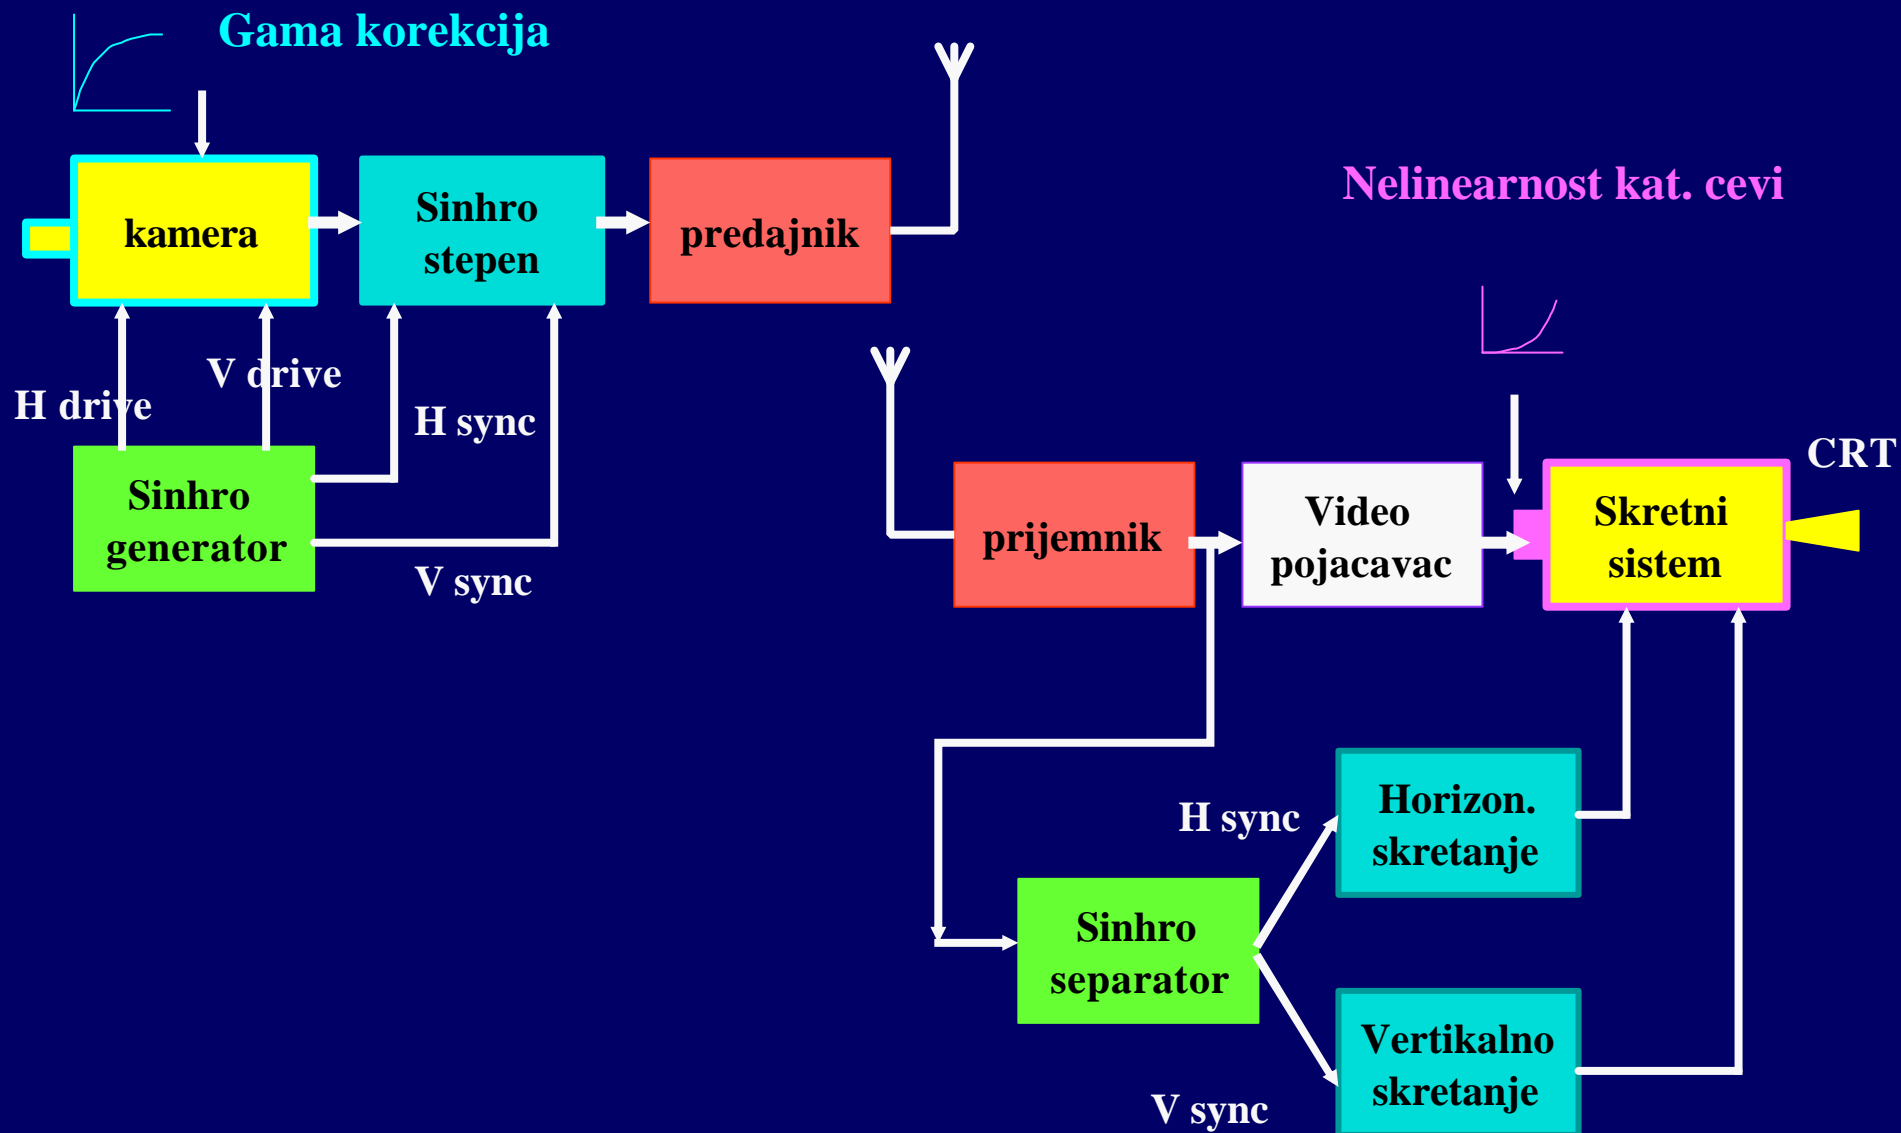 Gama korekcija
kamera
Sinhro
stepen
predajnik
Nelinearnost kat. cevi
V drive
H drive
H sync
Sinhro
generator
V sync
CRT
prijemnik
Video
pojacavac
Skretni
sistem
H sync
Horizon.
skretanje
Sinhro
separator
Vertikalno
skretanje
V sync